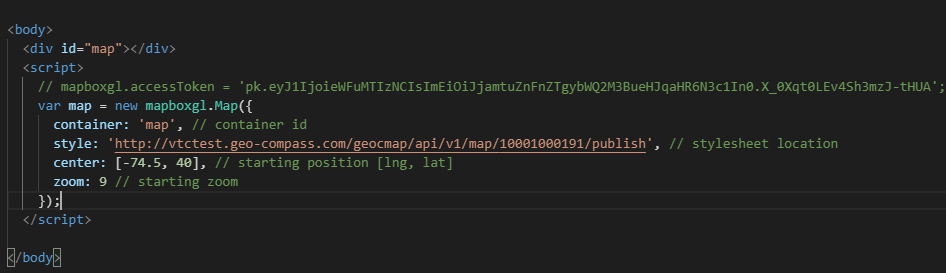 <body>
<div id="map"></div>
<script>
// mapboxgl.accessToken = 'pk.eyJ1IjoieWFuMTIzNCIsImEiOiJjamtuZnFnZTgybWQ2M3BueHJqaHR6N3c1In0.X_0Xqt0LEv4Sh3mzJ-tHUA';
var map = new mapboxgl.Map({
container: 'map', // container id
style: 'http://vtctest.geo-compass.com/geocmap/api/v1/map/10001000191/publish', // stylesheet location
center: [-74.5, 40], // starting position [lng, lat]
zoom: 9 // starting zoom
});
</script>
</body>